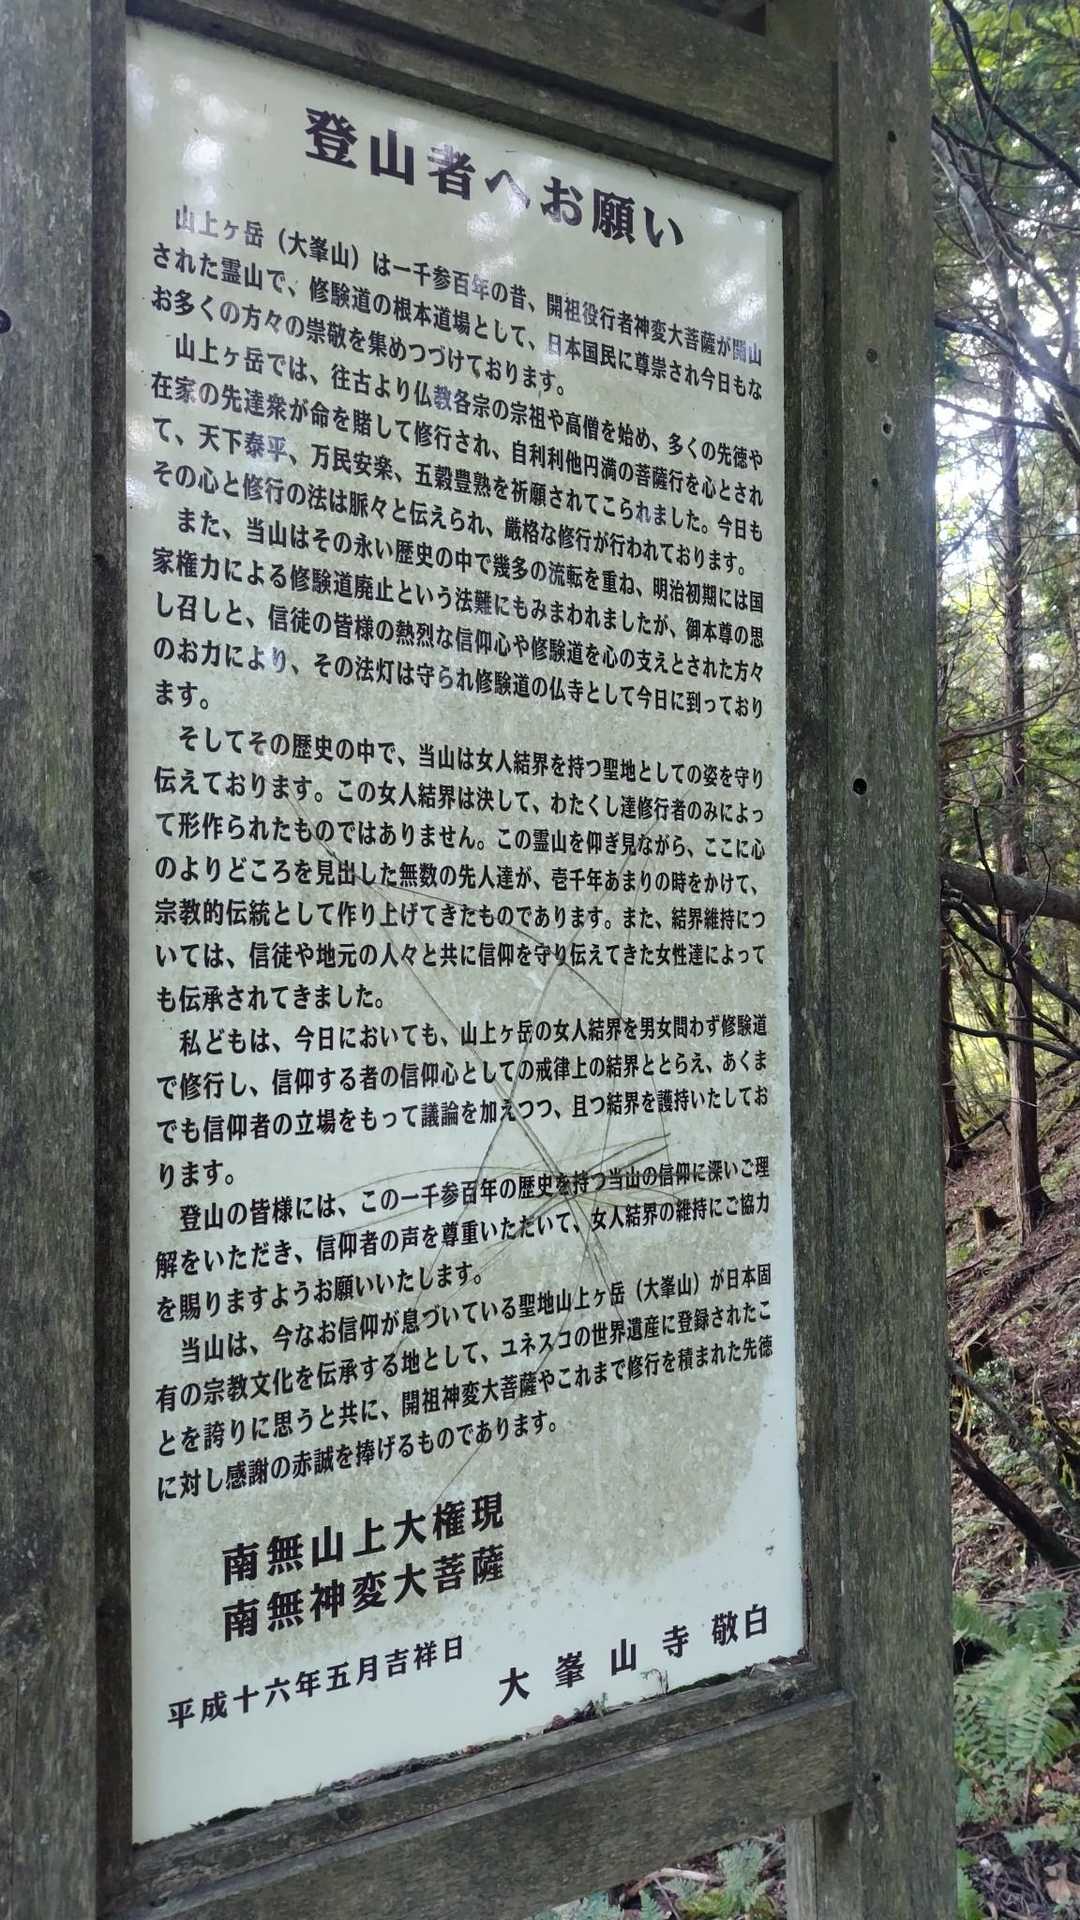 登山者へお願い
山上ヶ岳（大峯山）は一千参百年の昔、開祖役行者神変大菩薩が開山
された霊山で、修験道の根本道場として、日本国民に尊崇され今日もな
お多くの方々の崇敬を集めつづけております。
山上ヶ岳では、往古より仏教各宗の宗祖や高僧を始め、多くの先徳や
在家の先達衆が命を賭して修行され、自利利他円満の菩薩行を心とされ
て、天下泰平、万民安楽、五穀豊熟を祈願されてこられました。今日も
その心と修行の法は脈々と伝えられ、厳格な修行が行われております。
また、当山はその永い歴史の中で幾多の流転を重ね、明治初期には国
家権力による修験道廃止という法難にもみまわれましたが、御本尊の思
し召しと、信徒の皆様の熱烈な信仰心や修験道を心の支えとされた方々
のお力により、その法灯は守られ修験道の仏寺として今日に到っており
ます。
そしてその歴史の中で、当山は女人結界を持つ聖地としての姿を守り
伝えております。この女人結界は決して、わたくし達修行者のみによっ
て形作られたものではありません。この霊山を仰ぎ見ながら、ここに心
のよりどころを見出した無数の先人達が、壱千年あまりの時をかけて、
宗教的伝統として作り上げてきたものであります。また、結界維持につ
いては、信徒や地元の人々と共に信仰を守り伝えてきた女性達によって
も伝承されてきました。
私どもは、今日においても、山上ヶ岳の女人結界を男女問わず修験道
で修行し、信仰する者の信仰心としての戒律上の結界ととらえ、あくま
でも信仰者の立場をもって議論を加えつつ、且つ結界を護持いたしてお
ります。
登山の皆様には、この一千参百年の歴史を持つ当山の信仰に深いご理
解をいただき、信仰者の声を尊重いただいて、女人結界の維持にご協力
を賜りますようお願いいたします。
当山は、今なお信仰が息づいている聖地山上ヶ岳（大峯山）が日本固
有の宗教文化を伝承する地として、ユネスコの世界遺産に登録されたこ
とを誇りに思うと共に、開祖神変大菩薩やこれまで修行を積まれた先徳
に対し感謝の赤誠を捧げるものであります。
南無山上大権現
南無神変大菩薩
平成十六年五月吉祥日
大峯山寺 敬白